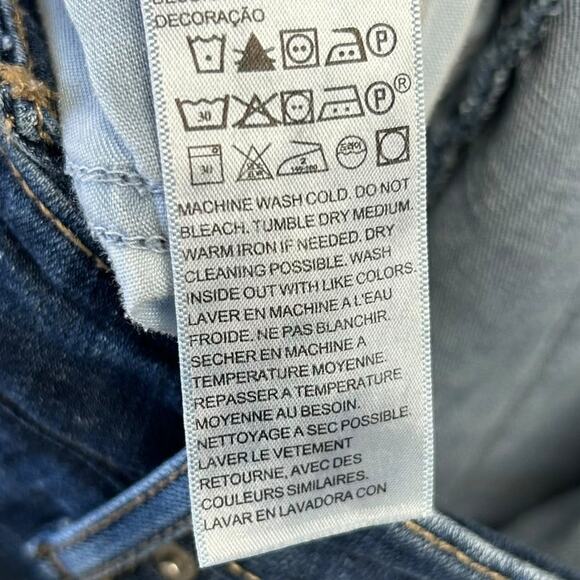 DECORAÇÃO
P
30
P®
30
MACHINE WASH COLD. DO NOT
BLEACH. TUMBLE DRY MEDIUM.
WARM IRON IF NEEDED. DRY
CLEANING POSSIBLE. WASH
INSIDE OUT WITH LIKE COLORS.
LAVER EN MACHINE A L'EAU
FROIDE. NE PAS BLANCHIR.
SECHER EN MACHINE A
TEMPERATURE MOYENNE.
REPASSER A TEMPERATURE
MOYENNE AU BESOIN.
NETTOYAGE A SEC POSSIBLE.
LAVER LE VETEMENT
RETOURNE, AVEC DES
COULEURS SIMILAIRES.
LAVAR EN LAVADORA CON